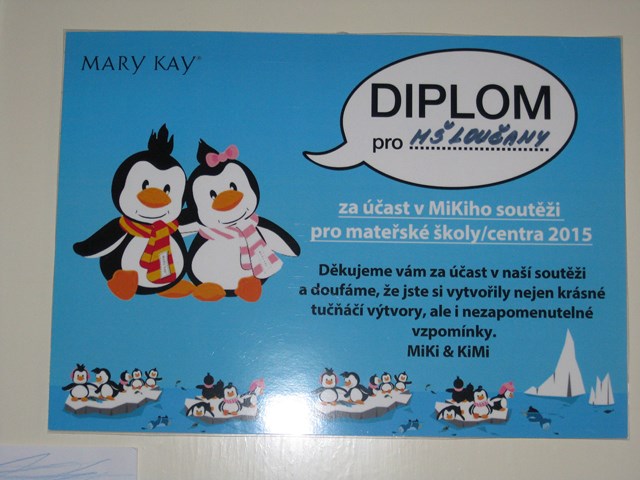 MARY KAY®
DIPLOM
pro MŠ LOUČANY
za účast v MiKiho soutěži
pro mateřské školy/centra 2015
Děkujeme vám za účast v naší soutěži
a doufáme, že jste si vytvořily nejen krásné
tučňáčí výtvory, ale i nezapomenutelné
vzpomínky.
MiKi & KiMi